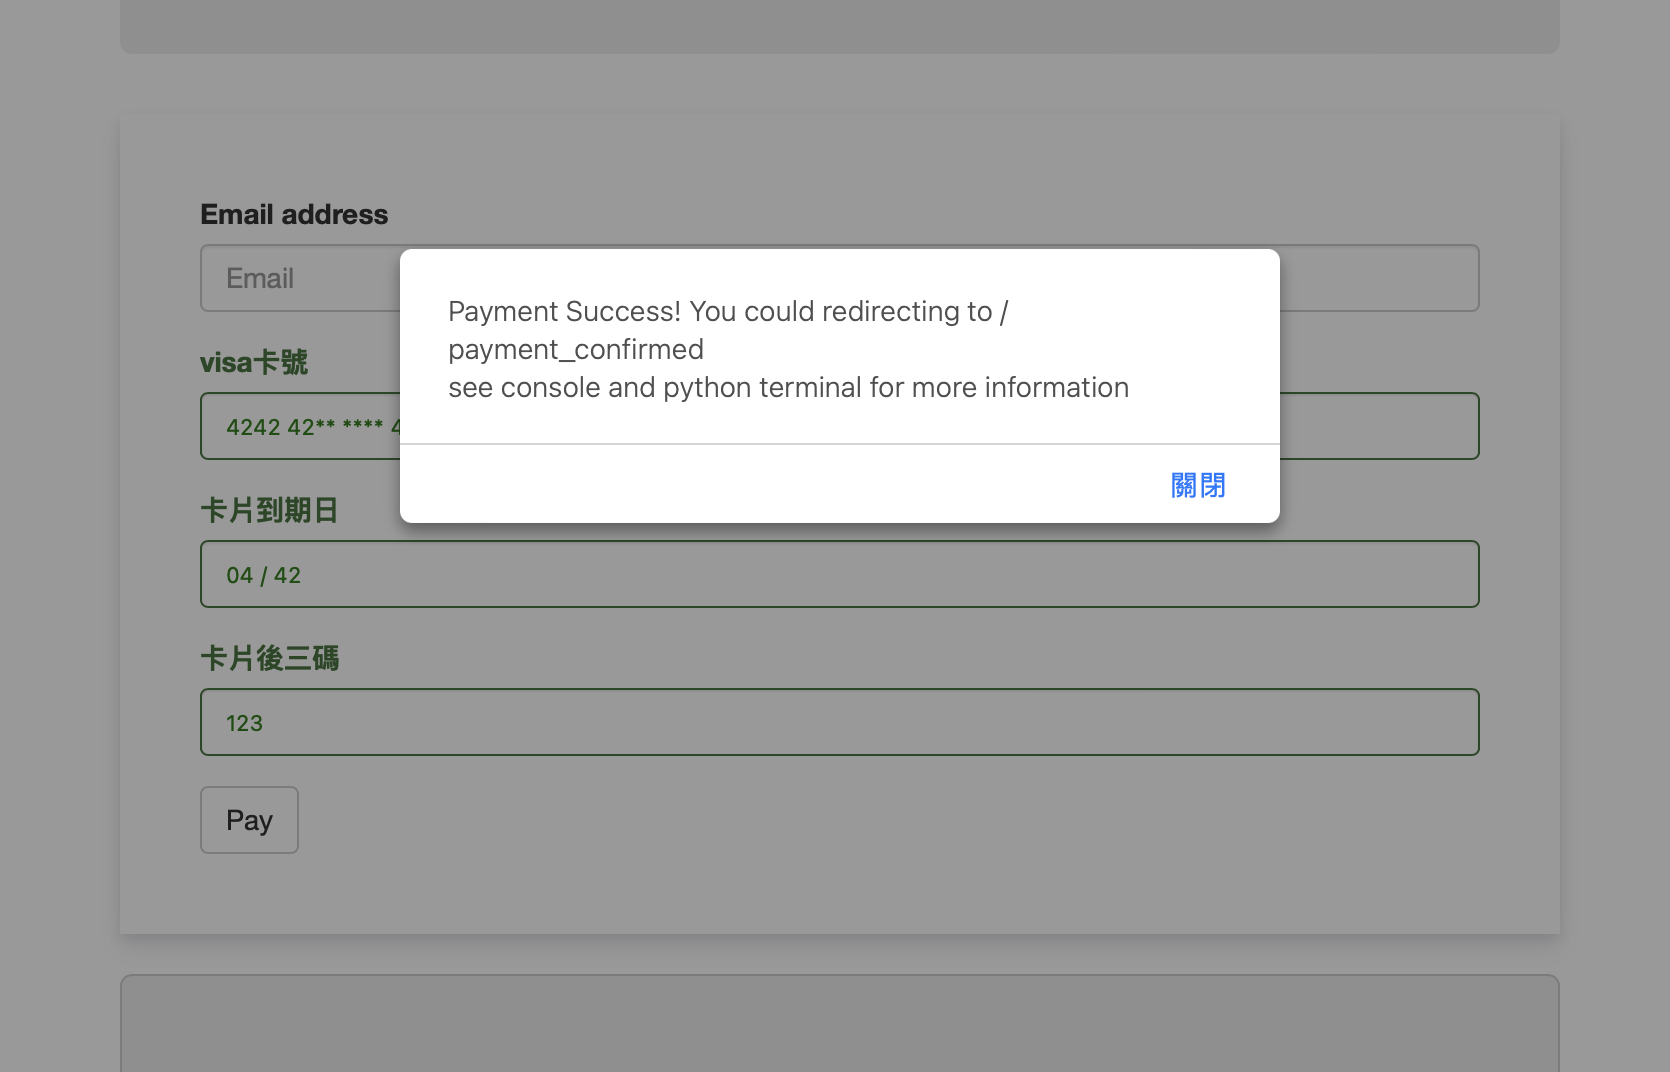 Email address
Email
Payment Success! You could redirecting to /
payment_confirmed
see console and python terminal for more information
關閉
visa卡號
4242 42** **** 4
卡片到期日
04 / 42
卡片後三碼
123
Pay